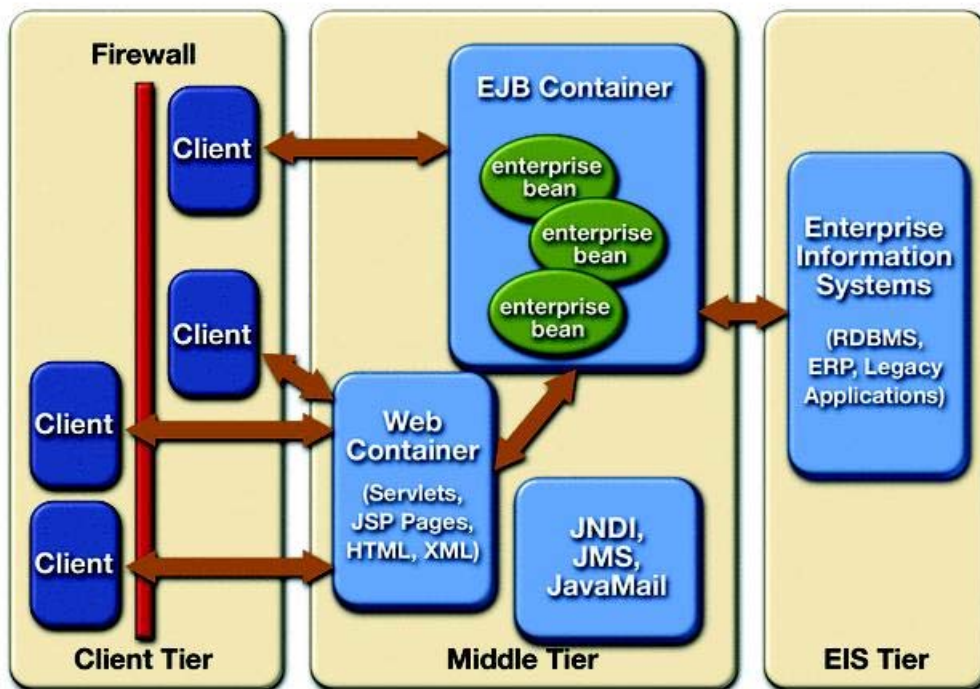 Firewall
Client
Client
Client
Client
Client Tier
EJB Container
enterprise
bean
enterprise
bean
enterprise
bean
Web
Container
(Servlets,
JSP Pages,
HTML, XML)
JNDI,
JMS,
JavaMail
Middle Tier
Enterprise
Information
Systems
(RDBMS,
ERP, Legacy
Applications)
EIS Tier